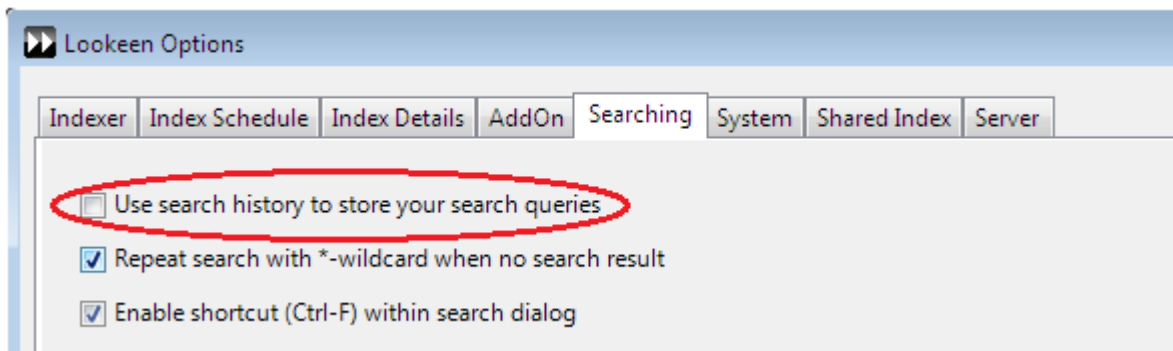 Lookeen Options
Indexer Index Schedule Index Details AddOn Searching System Shared Index Server
Use search history to store your search queries
Repeat search with *-wildcard when no search result
Enable shortcut (Ctrl-F) within search dialog